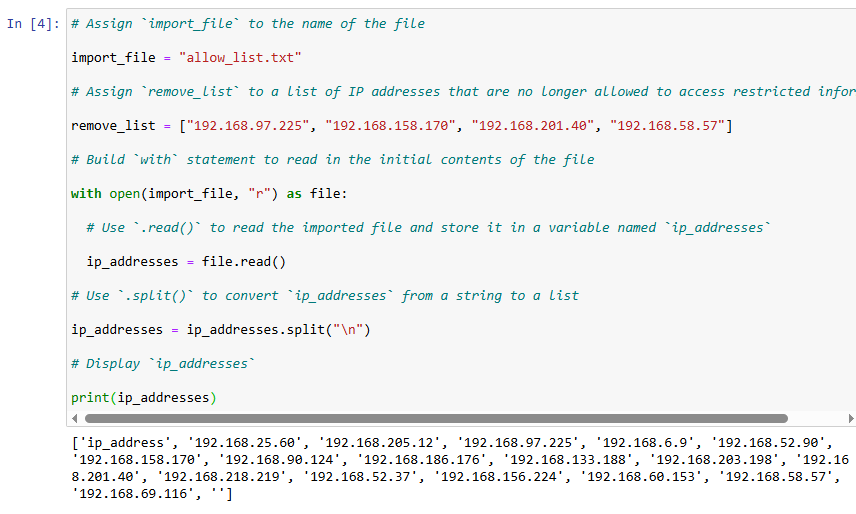 In [4]: # Assign `import_file` to the name of the file
import_file = "allow_list.txt"
# Assign `remove_list` to a list of IP addresses that are no longer allowed to access restricted infor
remove_list = ["192.168.97.225", "192.168.158.170", "192.168.201.40", "192.168.58.57"]
# Build `with` statement to read in the initial contents of the file
with open(import_file, "r") as file:
  # Use `.read()` to read the imported file and store it in a variable named `ip_addresses`
  ip_addresses = file.read()
# Use `.split()` to convert `ip_addresses` from a string to a list
ip_addresses = ip_addresses.split("\n")
# Display `ip_addresses`
print(ip_addresses)
['ip_address', '192.168.25.60', '192.168.205.12', '192.168.97.225', '192.168.6.9', '192.168.52.90',
'192.168.158.170', '192.168.90.124', '192.168.186.176', '192.168.133.188', '192.168.203.198', '192.16
8.201.40', '192.168.218.219', '192.168.52.37', '192.168.156.224', '192.168.60.153', '192.168.58.57',
'192.168.69.116', '']